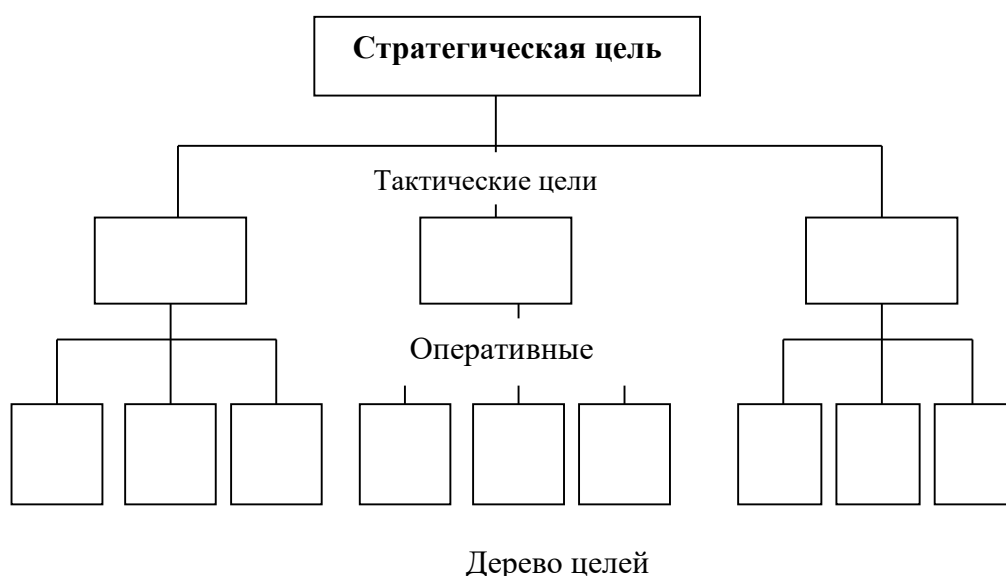 Стратегическая цель
Тактические цели
Оперативные
Дерево целей